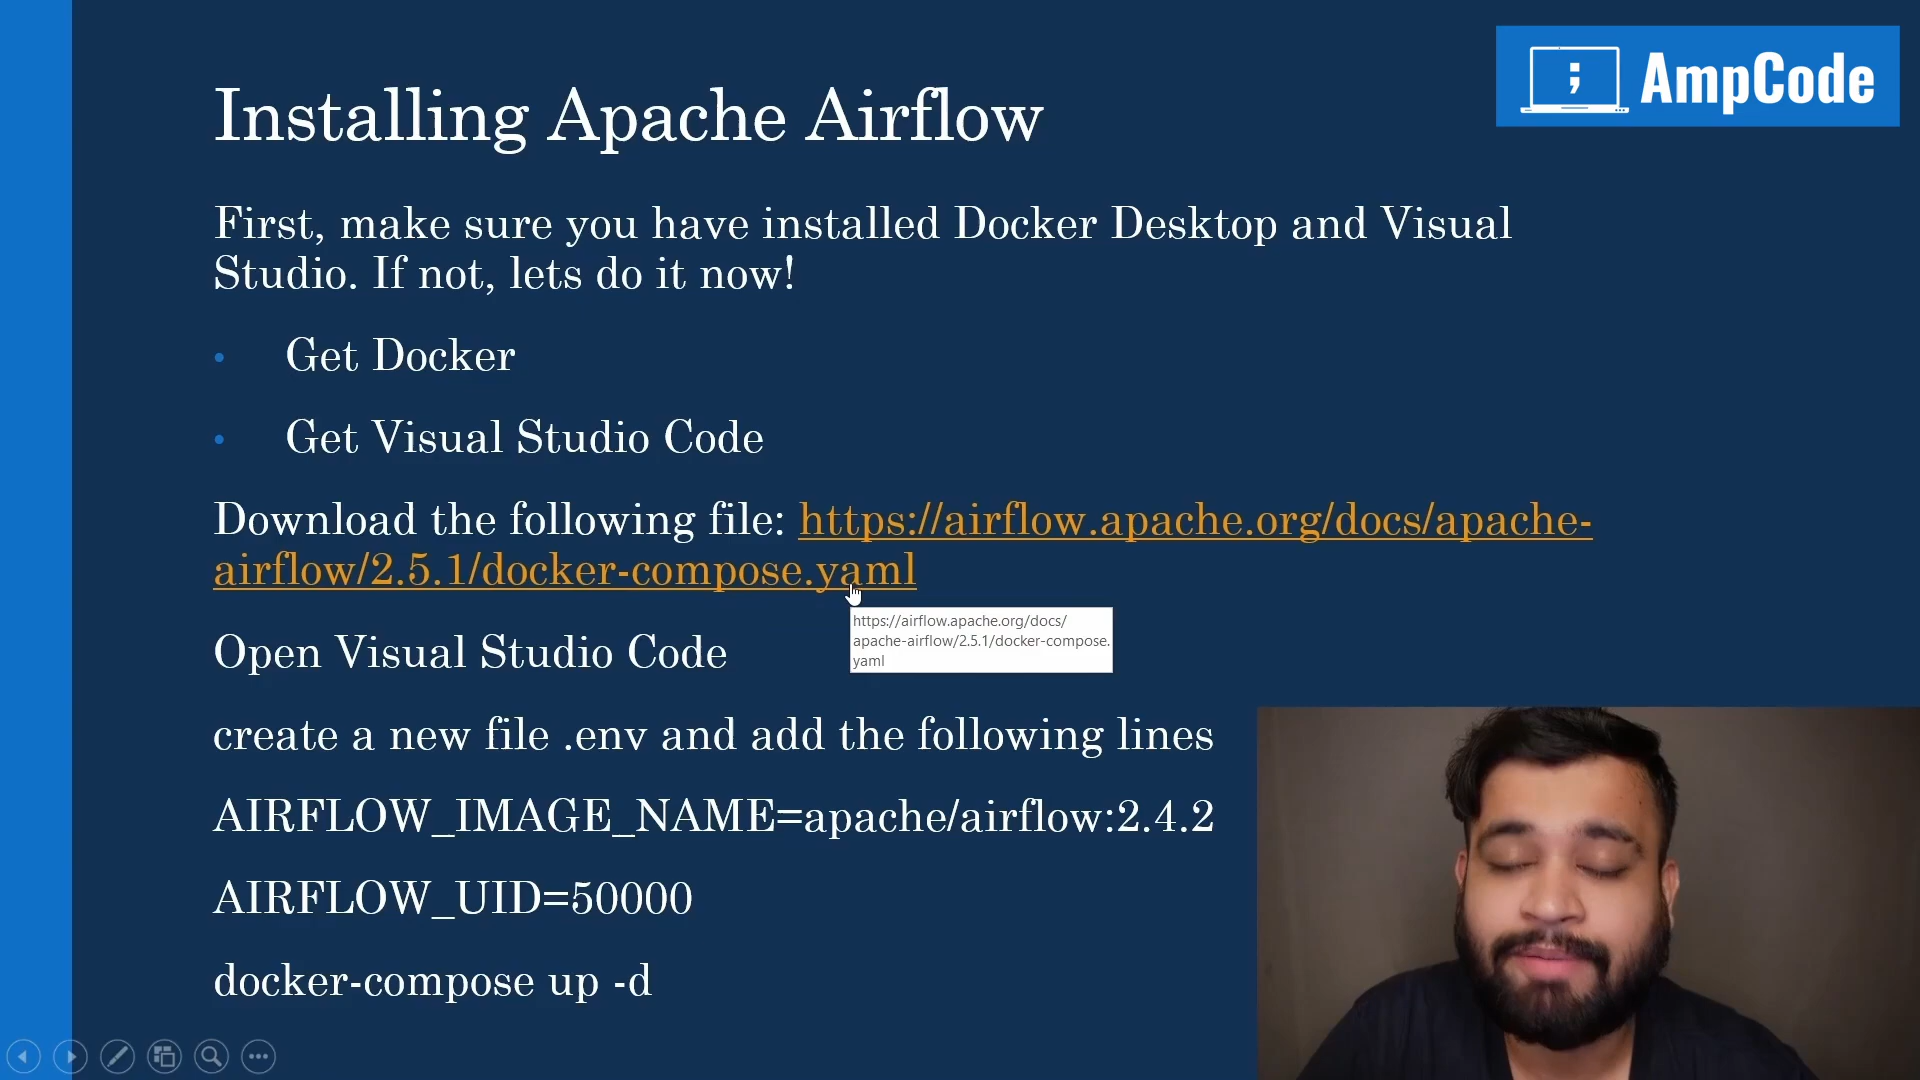 ; AmpCode
Installing Apache Airflow
First, make sure you have installed Docker Desktop and Visual
Studio. If not, lets do it now!
• Get Docker
• Get Visual Studio Code
Download the following file: https://airflow.apache.org/docs/apache-
airflow/2.5.1/docker-compose.yaml
https://airflow.apache.org/docs/
apache-airflow/2.5.1/docker-compose.
yaml
Open Visual Studio Code
create a new file .env and add the following lines
AIRFLOW_IMAGE_NAME=apache/airflow:2.4.2
AIRFLOW_UID=50000
docker-compose up -d